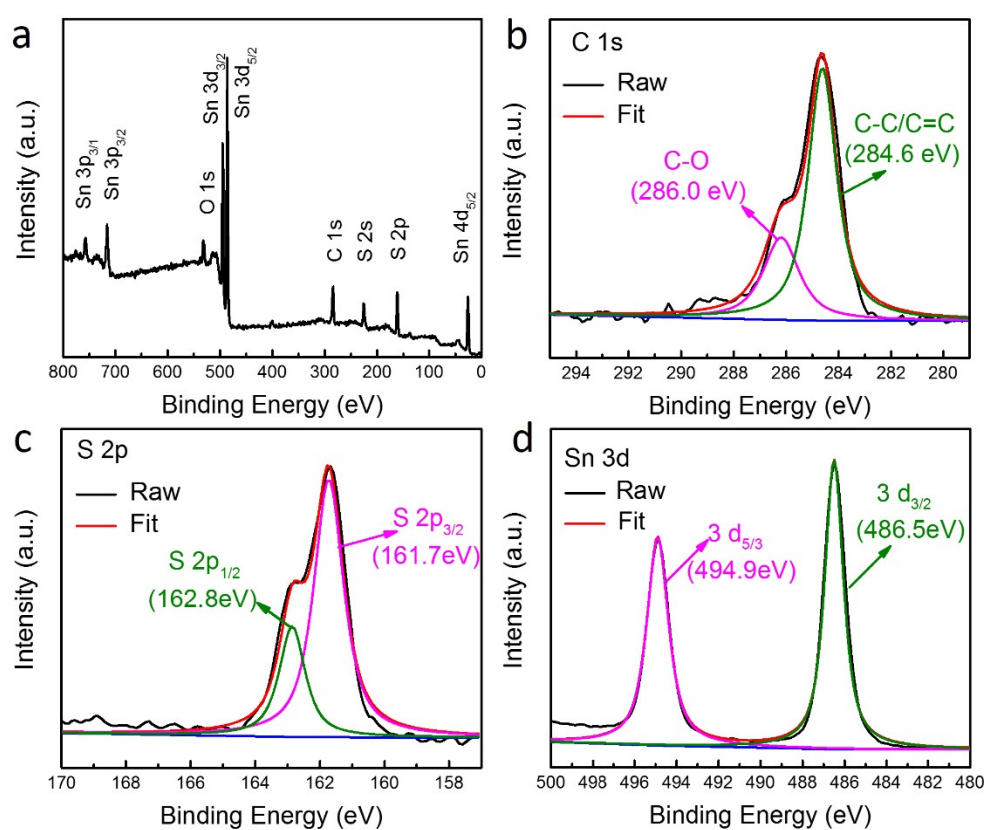 a
Sn 3p3/1
Sn 3p3/2
O 1s
Sn 3d3/2
Sn 3d5/2
C 1s
S 2s
S 2p
Sn 4d5/2
Intensity (a.u.)
800 700 600 500 400 300 200 100 0
Binding Energy (eV)
b
C 1s
Raw
Fit
C-O
(286.0 eV)
C-C/C=C
(284.6 eV)
Intensity (a.u.)
294 292 290 288 286 284 282 280
Binding Energy (eV)
c
S 2p
Raw
Fit
S 2p1/2
(162.8eV)
S 2p3/2
(161.7eV)
Intensity (a.u.)
170 168 166 164 162 160 158
Binding Energy (eV)
d
Sn 3d
Raw
Fit
3 d5/3
(494.9eV)
3 d3/2
(486.5eV)
Intensity (a.u.)
500 498 496 494 492 490 488 486 484 482 480
Binding Energy (eV)